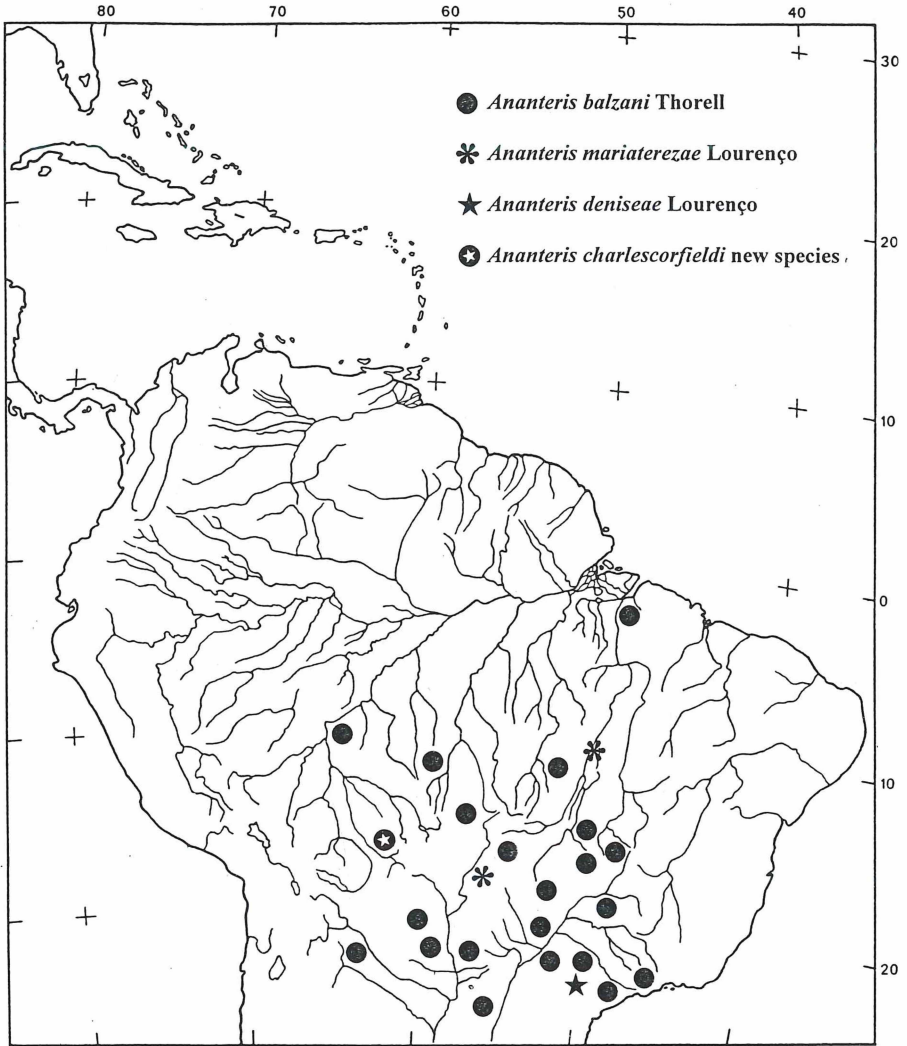 80 70 60 50 40
30
Ananteris balzani Thorell
Ananteris mariaterezae Lourenço
Ananteris deniseae Lourenço
20
Ananteris charlescorfieldi new species
10
0
10
20